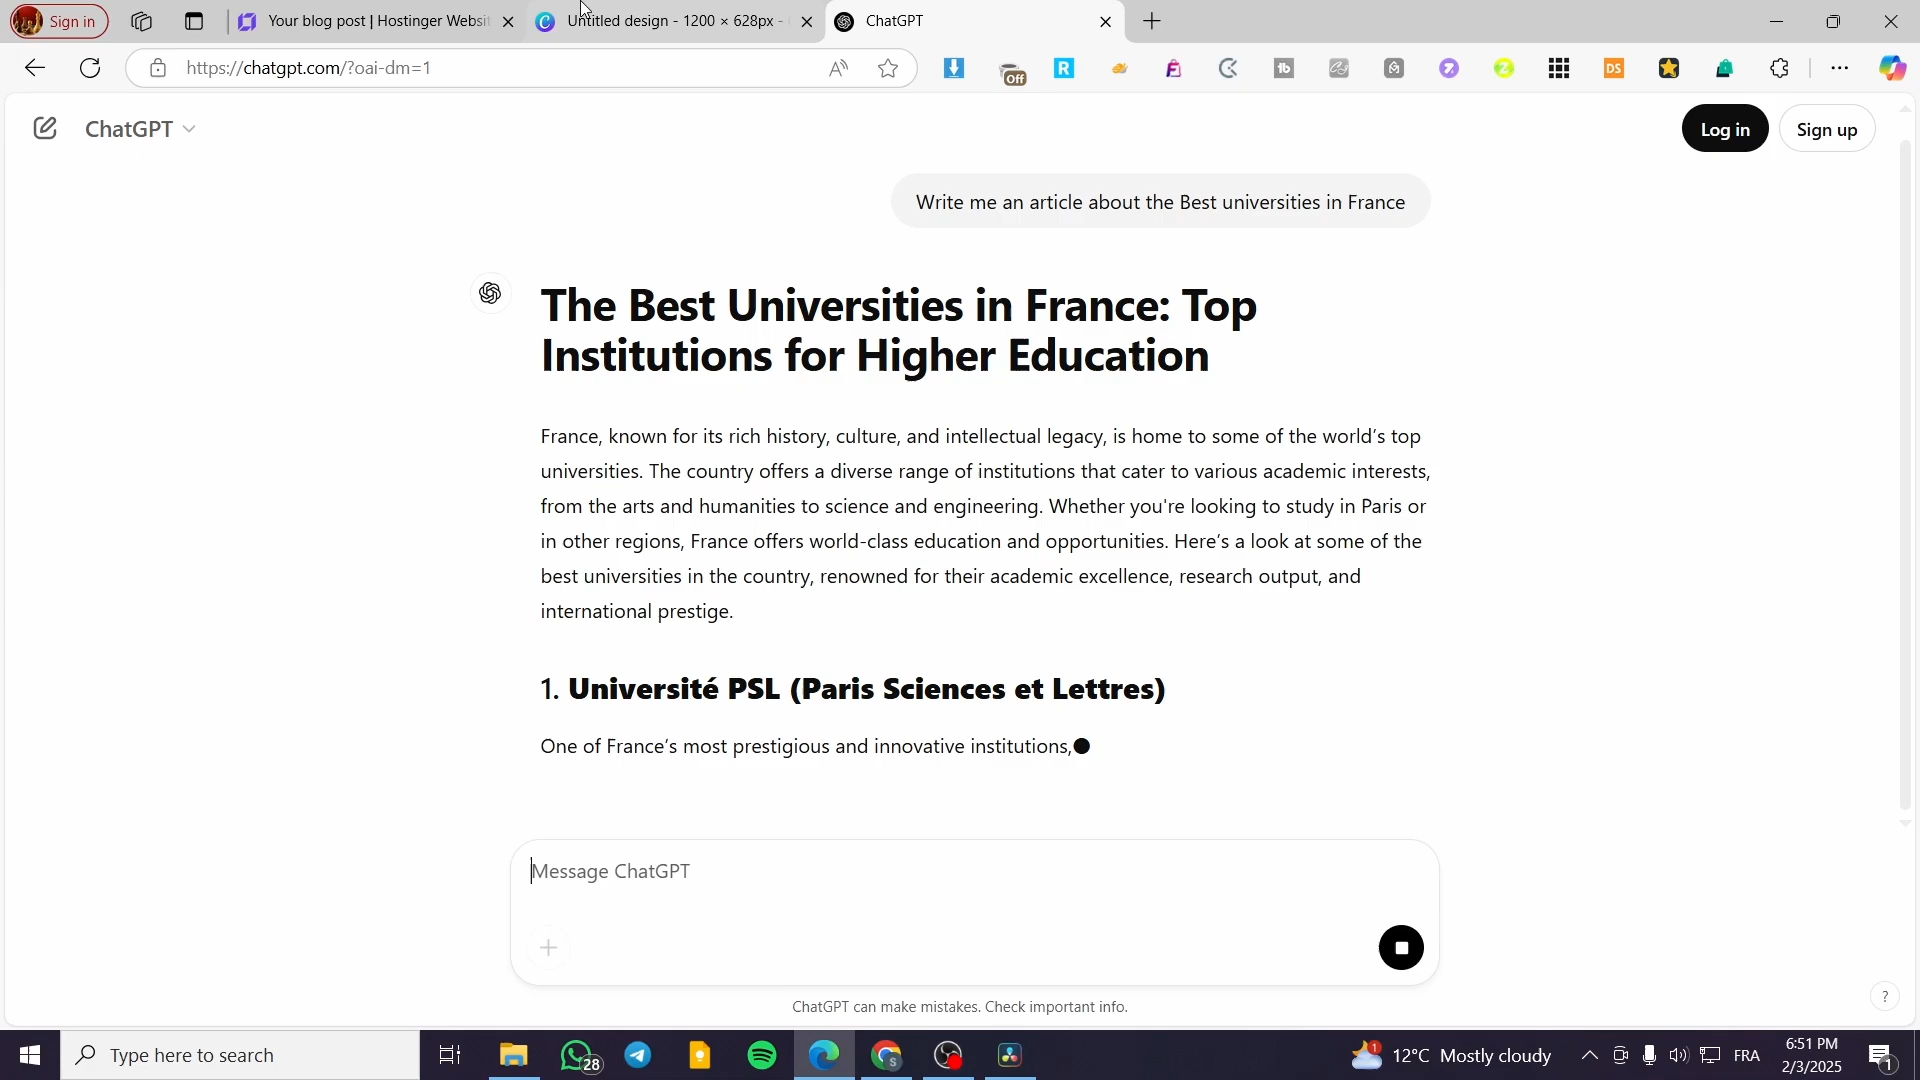 Sign in
Your blog post | Hostinger Websit
Untitled design - 1200 × 628px -
ChatGPT
https://chatgpt.com/?oai-dm=1
Off
R
tb
DS
ChatGPT
Log in
Sign up
Write me an article about the Best universities in France
The Best Universities in France: Top
Institutions for Higher Education
France, known for its rich history, culture, and intellectual legacy, is home to some of the world's top
universities. The country offers a diverse range of institutions that cater to various academic interests,
from the arts and humanities to science and engineering. Whether you're looking to study in Paris or
in other regions, France offers world-class education and opportunities. Here's a look at some of the
best universities in the country, renowned for their academic excellence, research output, and
international prestige.
1. Université PSL (Paris Sciences et Lettres)
One of France's most prestigious and innovative institutions,
Message ChatGPT
ChatGPT can make mistakes. Check important info.
?
Type here to search
28
S
1
12°C Mostly cloudy
FRA
6:51 PM
2/3/2025
1